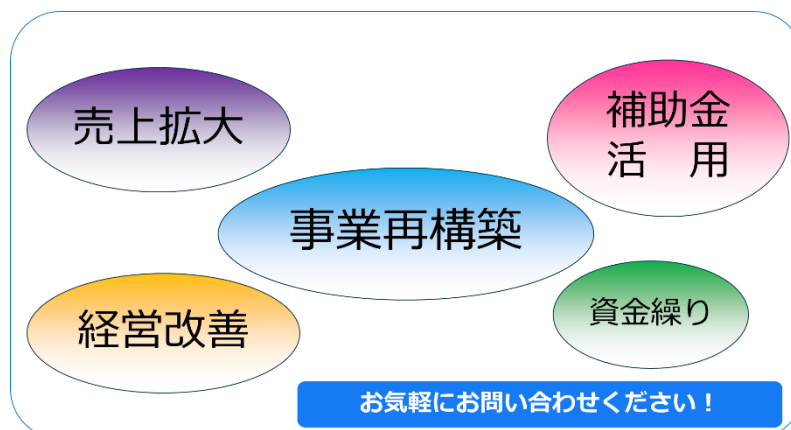 売上拡大
補助金
活　用
事業再構築
経営改善
資金繰り
お気軽にお問い合わせください！